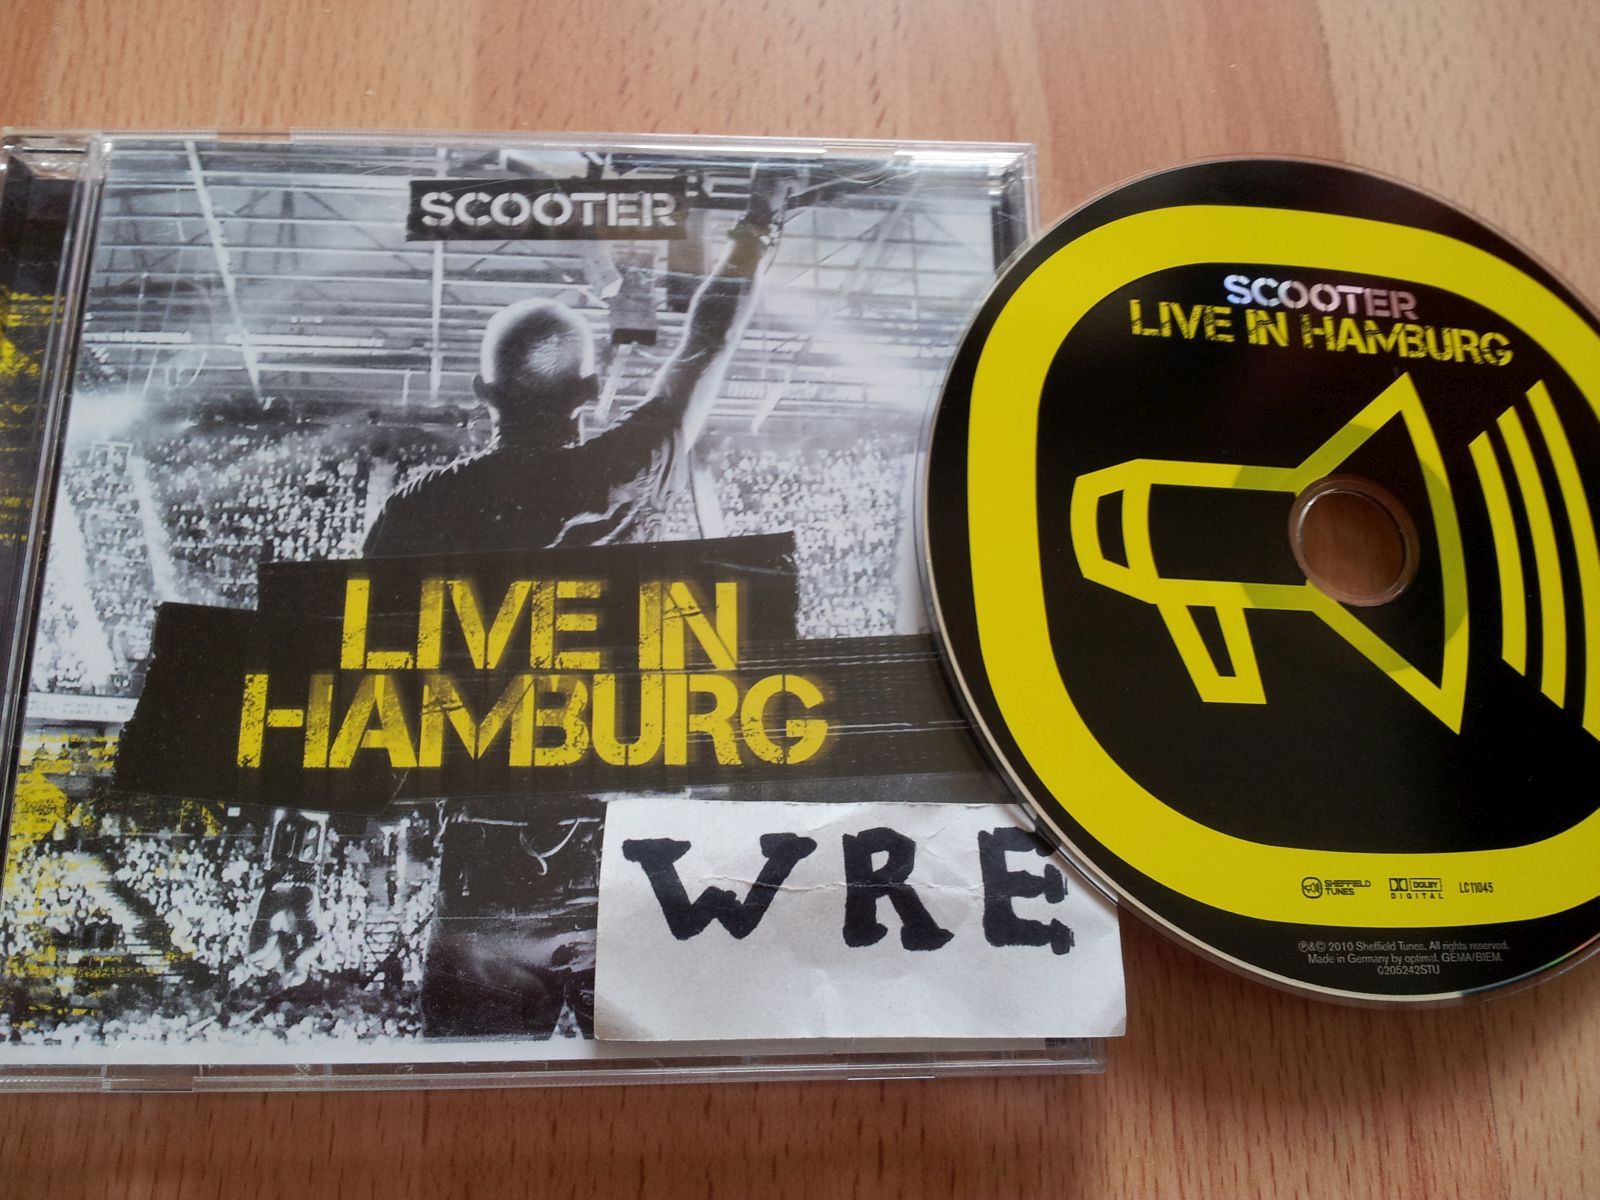 SCOOTER
LIVE IN
HAMBURG
WRE
SCOOTER
LIVE IN HAMBURG
SHEFFIELD
TUNES
DOLBY
DIGITAL
LC11045
℗&© 2010 Sheffield Tunes. All rights reserved.
Made in Germany by optimal. GEMA/BIEM.
0205242STU